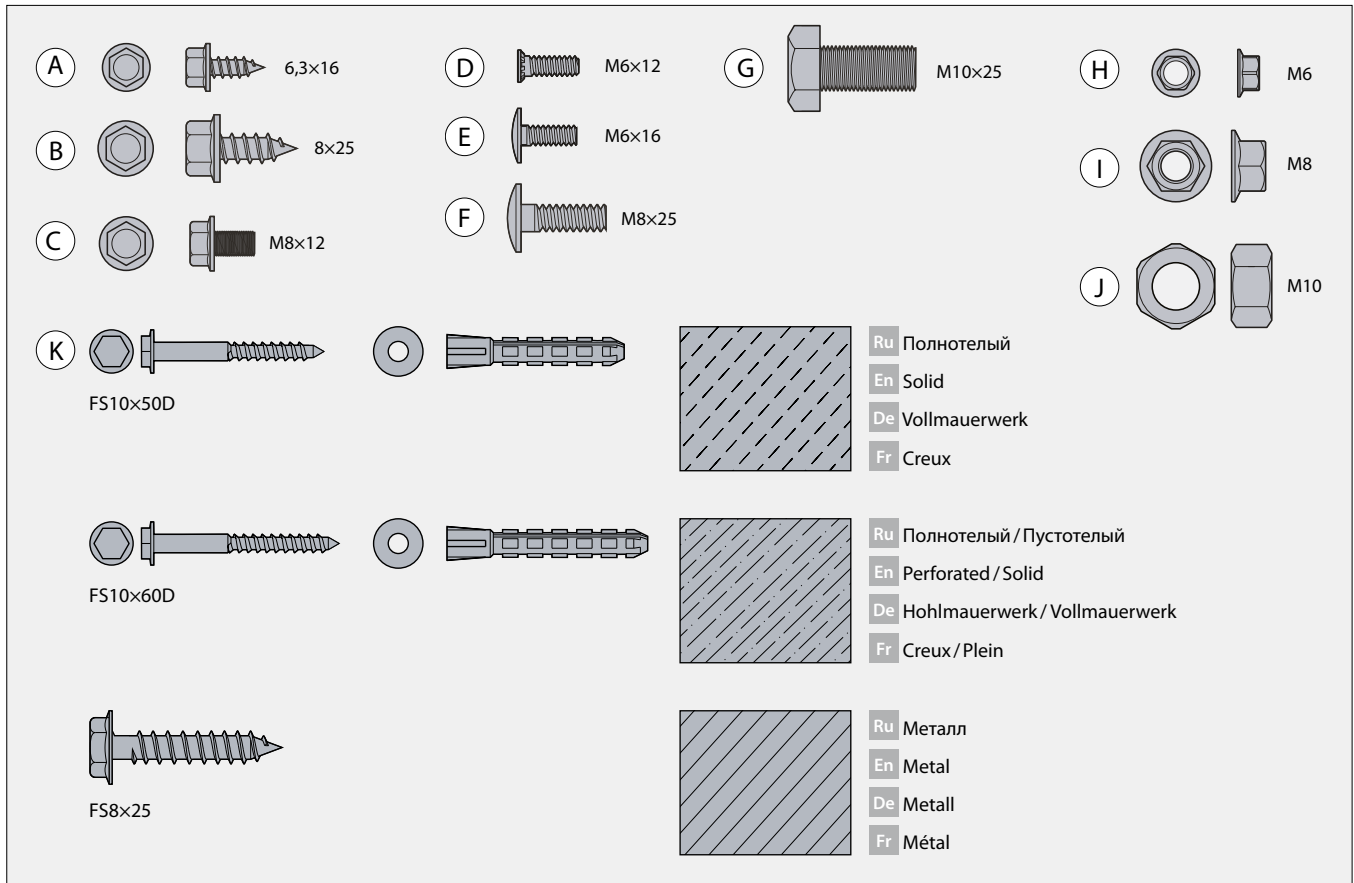 A
6,3×16
B
8×25
C
M8×12
D
M6×12
E
M6×16
F
M8×25
G
M10×25
H
M6
I
M8
J
M10
K
FS10×50D
Ru Полнотелый
En Solid
De Vollmauerwerk
Fr Creux
FS10×60D
Ru Полнотелый / Пустотелый
En Perforated / Solid
De Hohlmauerwerk / Vollmauerwerk
Fr Creux / Plein
FS8×25
Ru Металл
En Metal
De Metall
Fr Métal